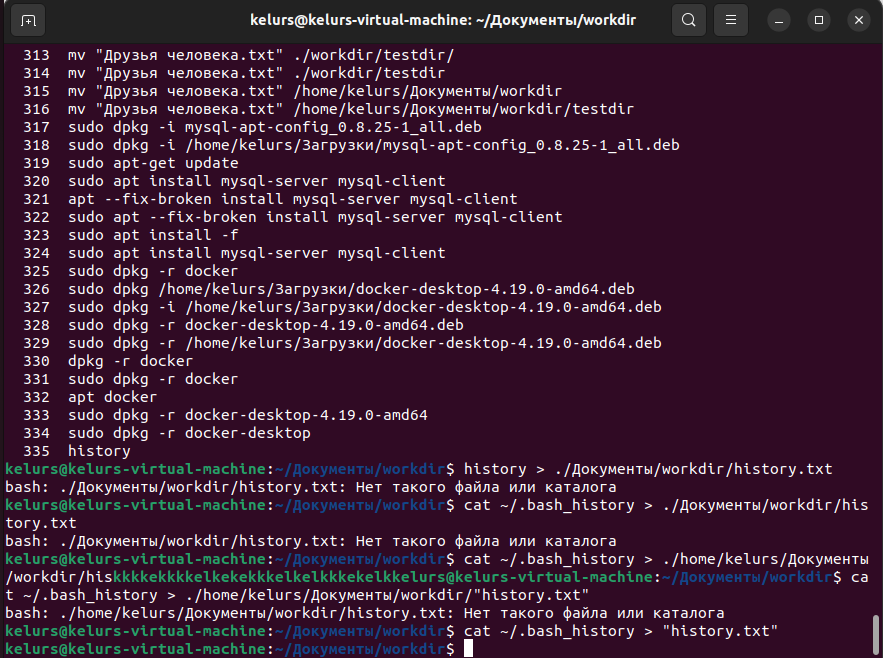 kelurs@kelurs-virtual-machine: ~/Документы/workdir
313 mv "Друзья человека.txt" ./workdir/testdir/
314 mv "Друзья человека.txt" ./workdir/testdir
315 mv "Друзья человека.txt" /home/kelurs/Документы/workdir
316 mv "Друзья человека.txt" /home/kelurs/Документы/workdir/testdir
317 sudo dpkg -i mysql-apt-config_0.8.25-1_all.deb
318 sudo dpkg -i /home/kelurs/Загрузки/mysql-apt-config_0.8.25-1_all.deb
319 sudo apt-get update
320 sudo apt install mysql-server mysql-client
321 apt --fix-broken install mysql-server mysql-client
322 sudo apt --fix-broken install mysql-server mysql-client
323 sudo apt install -f
324 sudo apt install mysql-server mysql-client
325 sudo dpkg -r docker
326 sudo dpkg /home/kelurs/Загрузки/docker-desktop-4.19.0-amd64.deb
327 sudo dpkg -i /home/kelurs/Загрузки/docker-desktop-4.19.0-amd64.deb
328 sudo dpkg -r docker-desktop-4.19.0-amd64.deb
329 sudo dpkg -r /home/kelurs/Загрузки/docker-desktop-4.19.0-amd64.deb
330 dpkg -r docker
331 sudo dpkg -r docker
332 apt docker
333 sudo dpkg -r docker-desktop-4.19.0-amd64
334 sudo dpkg -r docker-desktop
335 history
kelurs@kelurs-virtual-machine:~/Документы/workdir$ history > ./Документы/workdir/history.txt
bash: ./Документы/workdir/history.txt: Нет такого файла или каталога
kelurs@kelurs-virtual-machine:~/Документы/workdir$ cat ~/.bash_history > ./Документы/workdir/his
tory.txt
bash: ./Документы/workdir/history.txt: Нет такого файла или каталога
kelurs@kelurs-virtual-machine:~/Документы/workdir$ cat ~/.bash_history > ./home/kelurs/Документы
/workdir/hiskkkkekkkkelkekekkkelkelkkkekelkkelurs@kelurs-virtual-machine:~/Документы/workdir$ ca
t ~/.bash_history > ./home/kelurs/Документы/workdir/"history.txt"
bash: ./home/kelurs/Документы/workdir/history.txt: Нет такого файла или каталога
kelurs@kelurs-virtual-machine:~/Документы/workdir$ cat ~/.bash_history > "history.txt"
kelurs@kelurs-virtual-machine:~/Документы/workdir$